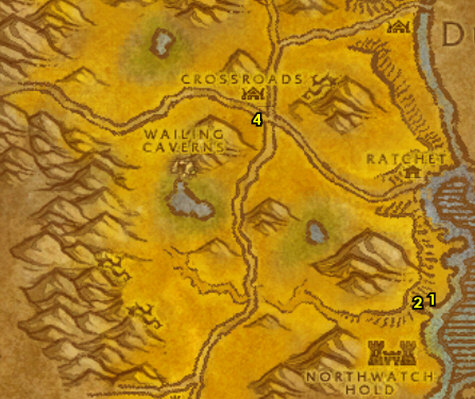 D
CROSSROADS
4
WAILING
CAVERNS
RATCHET
2 1
NORTHWATCH
HOLD